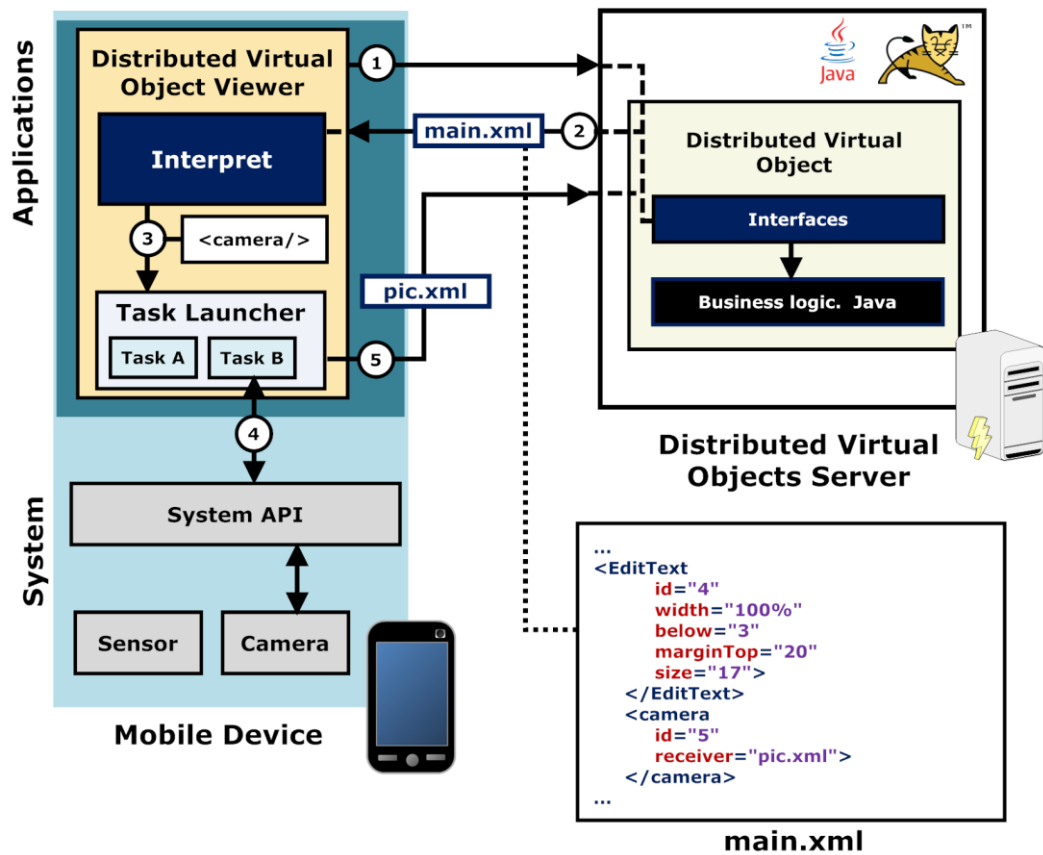 Applications
Distributed Virtual
Object Viewer
1
Interpret
main.xml
2
3
<camera/>
pic.xml
Task Launcher
Task A
Task B
5
4
System
System API
Sensor
Camera
Mobile Device
Java
™
Distributed Virtual
Object
Interfaces
Business logic. Java
Distributed Virtual
Objects Server
...
<EditText
id="4"
width="100%"
below="3"
marginTop="20"
size="17">
</EditText>
<camera
id="5"
receiver="pic.xml">
</camera>
...
main.xml